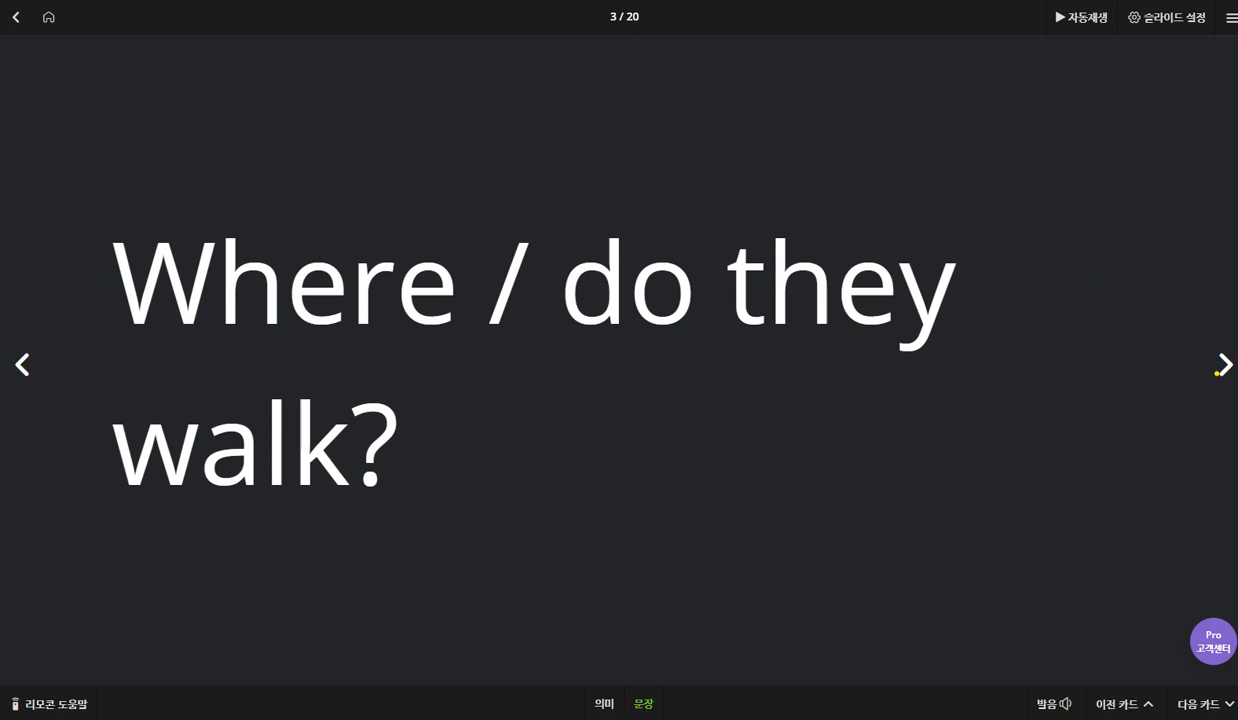 3 / 20
▶ 자동재생
슬라이드 설정
Where / do they
walk?
Pro
고객센터
리모콘 도움말
의미
문장
발음
이전 카드
다음 카드